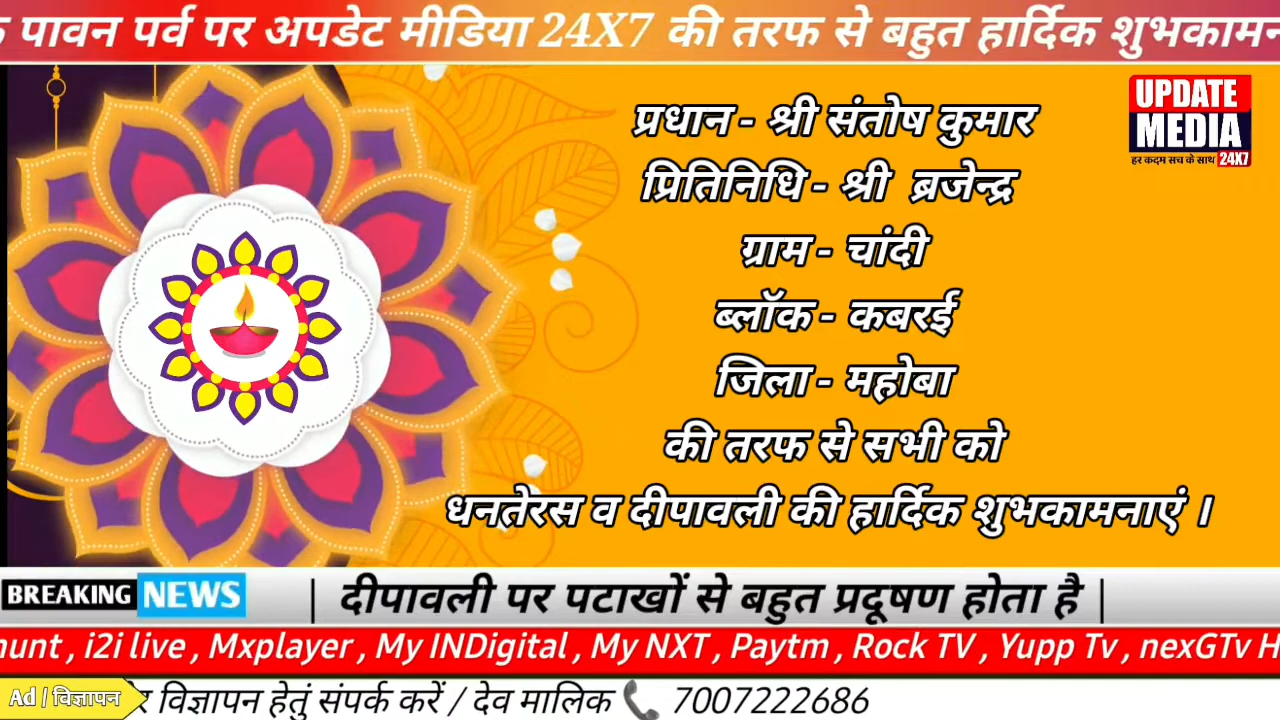 पावन पर्व पर अपडेट मीडिया 24X7 की तरफ से बहुत हार्दिक
UPDATE
MEDIA
हर कदम सच के साथ 24X7
प्रधान - श्री संतोष कुमार
प्रितिनिधि - श्री ब्रजेन्द्र
ग्राम - चांदी
ब्लॉक - कबरई
जिला - महोबा
की तरफ से सभी को
धनतेरस व दीपावली की हार्दिक शुभकामनाएं ।
BREAKING NEWS
| दीपावली पर पटाखों से बहुत प्रदूषण होता है |
, i2i live , Mxplayer , My INDigital , My NXT , Paytm , Rock TV , Yupp Tv , nexGTv
Ad / विज्ञापन
विज्ञापन हेतुं संपर्क करें / देव मालिक 📞 7007222686